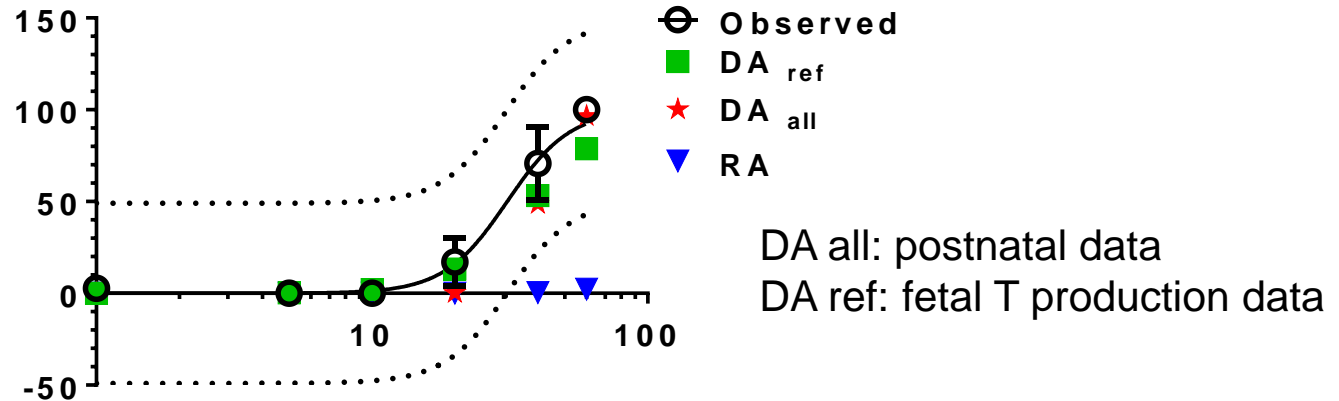 150
100
50
0
-50
10
100
Observed
DA ref
DA all
RA
DA all: postnatal data
DA ref: fetal T production data